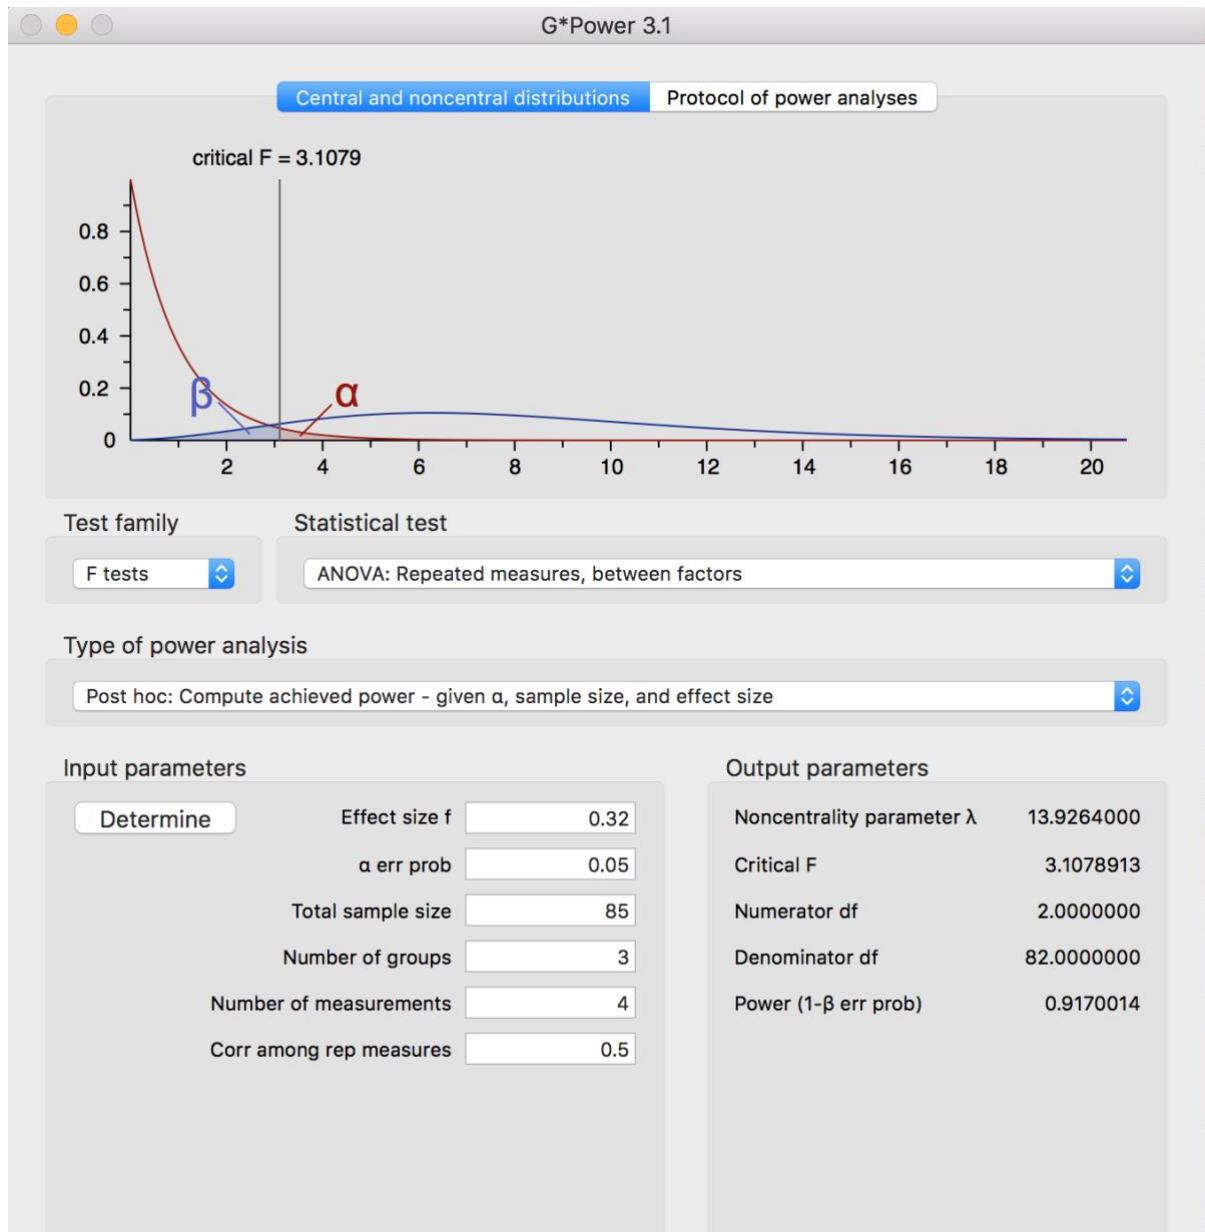 G*Power 3.1
Central and noncentral distributions Protocol of power analyses
critical F = 3.1079
0.8
0.6
0.4
0.2
0
β
α
2 4 6 8 10 12 14 16 18 20
Test family Statistical test
F tests ANOVA: Repeated measures, between factors
Type of power analysis
Post hoc: Compute achieved power - given α, sample size, and effect size
Input parameters Output parameters
Determine Effect size f 0.32 Noncentrality parameter λ 13.9264000
α err prob 0.05 Critical F 3.1078913
Total sample size 85 Numerator df 2.0000000
Number of groups 3 Denominator df 82.0000000
Number of measurements 4 Power (1-β err prob) 0.9170014
Corr among rep measures 0.5